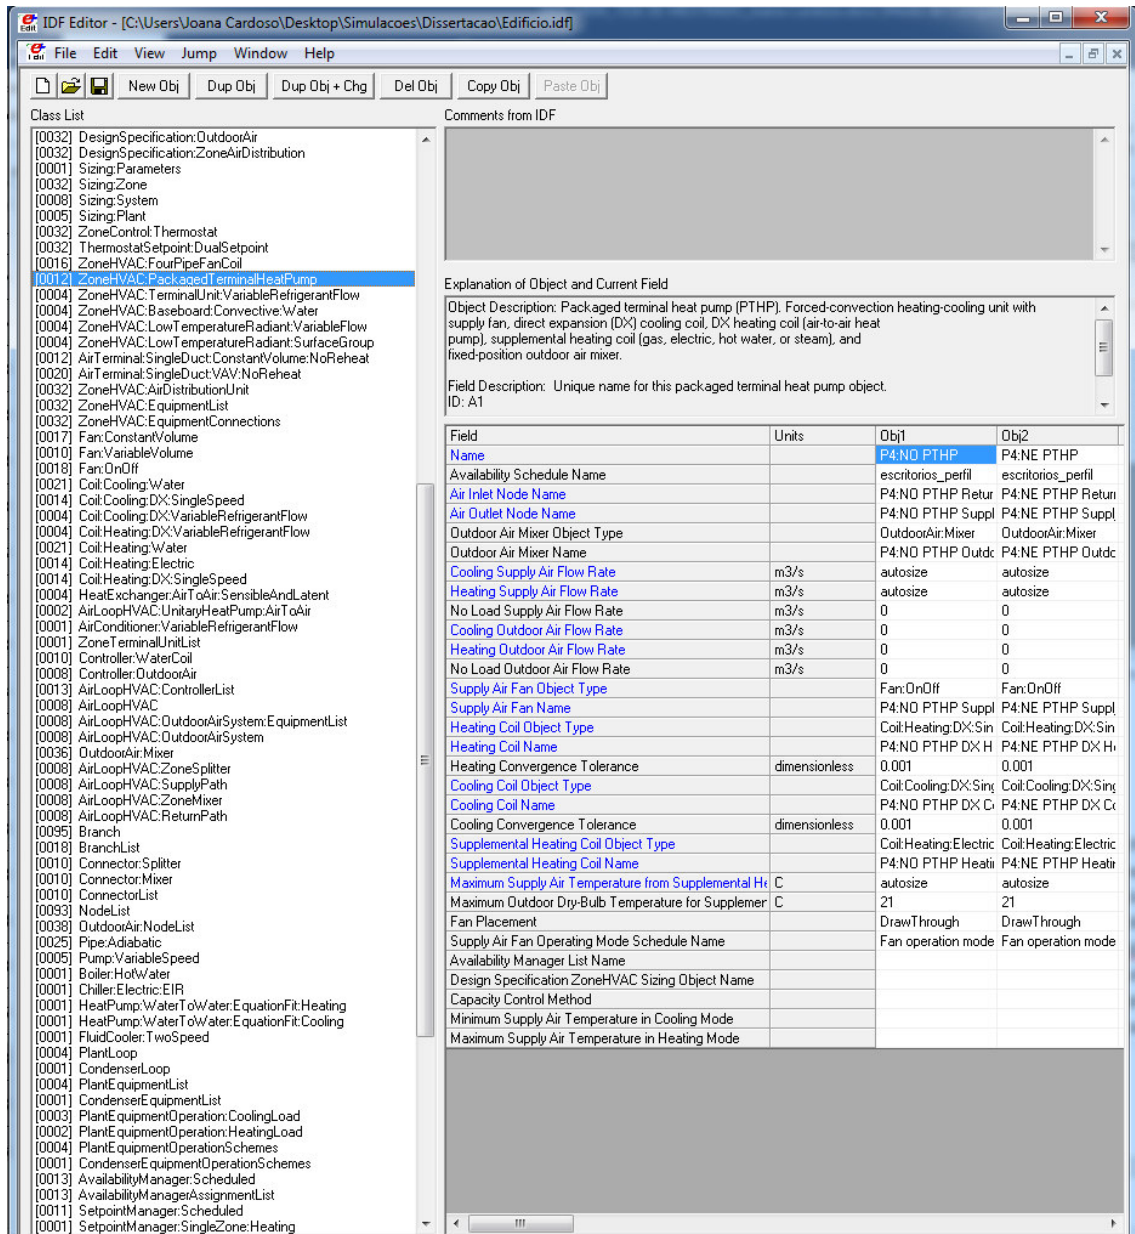 IDF Editor - [C:\Users\Joana Cardoso\Desktop\Simulacoes\Dissertacao\Edificio.idf]
File Edit View Jump Window Help
New Obj Dup Obj Dup Obj + Chg Del Obj Copy Obj Paste Obj
Class List
[0032] DesignSpecification:OutdoorAir
[0032] DesignSpecification:ZoneAirDistribution
[0001] Sizing:Parameters
[0032] Sizing:Zone
[0008] Sizing:System
[0005] Sizing:Plant
[0032] ZoneControl:Thermostat
[0032] ThermostatSetpoint:DualSetpoint
[0016] ZoneHVAC:FourPipeFanCoil
[0012] ZoneHVAC:PackagedTerminalHeatPump
[0004] ZoneHVAC:TerminalUnit:VariableRefrigerantFlow
[0004] ZoneHVAC:Baseboard:Convective:Water
[0004] ZoneHVAC:LowTemperatureRadiant:VariableFlow
[0004] ZoneHVAC:LowTemperatureRadiant:SurfaceGroup
[0012] AirTerminal:SingleDuct:ConstantVolume:NoReheat
[0020] AirTerminal:SingleDuct:VAV:NoReheat
[0032] ZoneHVAC:AirDistributionUnit
[0032] ZoneHVAC:EquipmentList
[0032] ZoneHVAC:EquipmentConnections
[0017] Fan:ConstantVolume
[0010] Fan:VariableVolume
[0018] Fan:OnOff
[0021] Coil:Cooling:Water
[0014] Coil:Cooling:DX:SingleSpeed
[0004] Coil:Cooling:DX:VariableRefrigerantFlow
[0004] Coil:Heating:DX:VariableRefrigerantFlow
[0021] Coil:Heating:Water
[0014] Coil:Heating:Electric
[0014] Coil:Heating:DX:SingleSpeed
[0004] HeatExchanger:AirToAir:SensibleAndLatent
[0002] AirLoopHVAC:UnitaryHeatPump:AirToAir
[0001] AirConditioner:VariableRefrigerantFlow
[0001] ZoneTerminalUnitList
[0010] Controller:WaterCoil
[0008] Controller:OutdoorAir
[0013] AirLoopHVAC:ControllerList
[0008] AirLoopHVAC
[0008] AirLoopHVAC:OutdoorAirSystem:EquipmentList
[0008] AirLoopHVAC:OutdoorAirSystem
[0036] OutdoorAir:Mixer
[0008] AirLoopHVAC:ZoneSplitter
[0008] AirLoopHVAC:SupplyPath
[0008] AirLoopHVAC:ZoneMixer
[0008] AirLoopHVAC:ReturnPath
[0095] Branch
[0018] BranchList
[0010] Connector:Splitter
[0010] Connector:Mixer
[0010] ConnectorList
[0093] NodeList
[0038] OutdoorAir:NodeList
[0025] Pipe:Adiabatic
[0005] Pump:VariableSpeed
[0001] Boiler:HotWater
[0001] Chiller:Electric:EIR
[0001] HeatPump:WaterToWater:EquationFit:Heating
[0001] HeatPump:WaterToWater:EquationFit:Cooling
[0001] FluidCooler:TwoSpeed
[0004] PlantLoop
[0001] CondenserLoop
[0004] PlantEquipmentList
[0001] CondenserEquipmentList
[0003] PlantEquipmentOperation:CoolingLoad
[0002] PlantEquipmentOperation:HeatingLoad
[0004] PlantEquipmentOperationSchemes
[0001] CondenserEquipmentOperationSchemes
[0013] AvailabilityManager:Scheduled
[0013] AvailabilityManagerAssignmentList
[0011] SetpointManager:Scheduled
[0001] SetpointManager:SingleZone:Heating
Comments from IDF
Explanation of Object and Current Field
Object Description: Packaged terminal heat pump (PTHP). Forced-convection heating-cooling unit with
supply fan, direct expansion (DX) cooling coil, DX heating coil (air-to-air heat
pump), supplemental heating coil (gas, electric, hot water, or steam), and
fixed-position outdoor air mixer.
Field Description: Unique name for this packaged terminal heat pump object.
ID: A1
Field Units Obj1 Obj2
Name P4:NO PTHP P4:NE PTHP
Availability Schedule Name escritorios_perfil escritorios_perfil
Air Inlet Node Name P4:NO PTHP Retur P4:NE PTHP Return
Air Outlet Node Name P4:NO PTHP Suppl P4:NE PTHP Suppl
Outdoor Air Mixer Object Type OutdoorAir:Mixer OutdoorAir:Mixer
Outdoor Air Mixer Name P4:NO PTHP Outdc P4:NE PTHP Outdc
Cooling Supply Air Flow Rate m3/s autosize autosize
Heating Supply Air Flow Rate m3/s autosize autosize
No Load Supply Air Flow Rate m3/s 0 0
Cooling Outdoor Air Flow Rate m3/s 0 0
Heating Outdoor Air Flow Rate m3/s 0 0
No Load Outdoor Air Flow Rate m3/s 0 0
Supply Air Fan Object Type Fan:OnOff Fan:OnOff
Supply Air Fan Name P4:NO PTHP Suppl P4:NE PTHP Suppl
Heating Coil Object Type Coil:Heating:DX:Sin Coil:Heating:DX:Sin
Heating Coil Name P4:NO PTHP DX H P4:NE PTHP DX H
Heating Convergence Tolerance dimensionless 0.001 0.001
Cooling Coil Object Type Coil:Cooling:DX:Sing Coil:Cooling:DX:Sing
Cooling Coil Name P4:NO PTHP DX C P4:NE PTHP DX C
Cooling Convergence Tolerance dimensionless 0.001 0.001
Supplemental Heating Coil Object Type Coil:Heating:Electric Coil:Heating:Electric
Supplemental Heating Coil Name P4:NO PTHP Heati P4:NE PTHP Heatir
Maximum Supply Air Temperature from Supplemental He C autosize autosize
Maximum Outdoor Dry-Bulb Temperature for Supplemer C 21 21
Fan Placement DrawThrough DrawThrough
Supply Air Fan Operating Mode Schedule Name Fan operation mode Fan operation mode
Availability Manager List Name
Design Specification ZoneHVAC Sizing Object Name
Capacity Control Method
Minimum Supply Air Temperature in Cooling Mode
Maximum Supply Air Temperature in Heating Mode